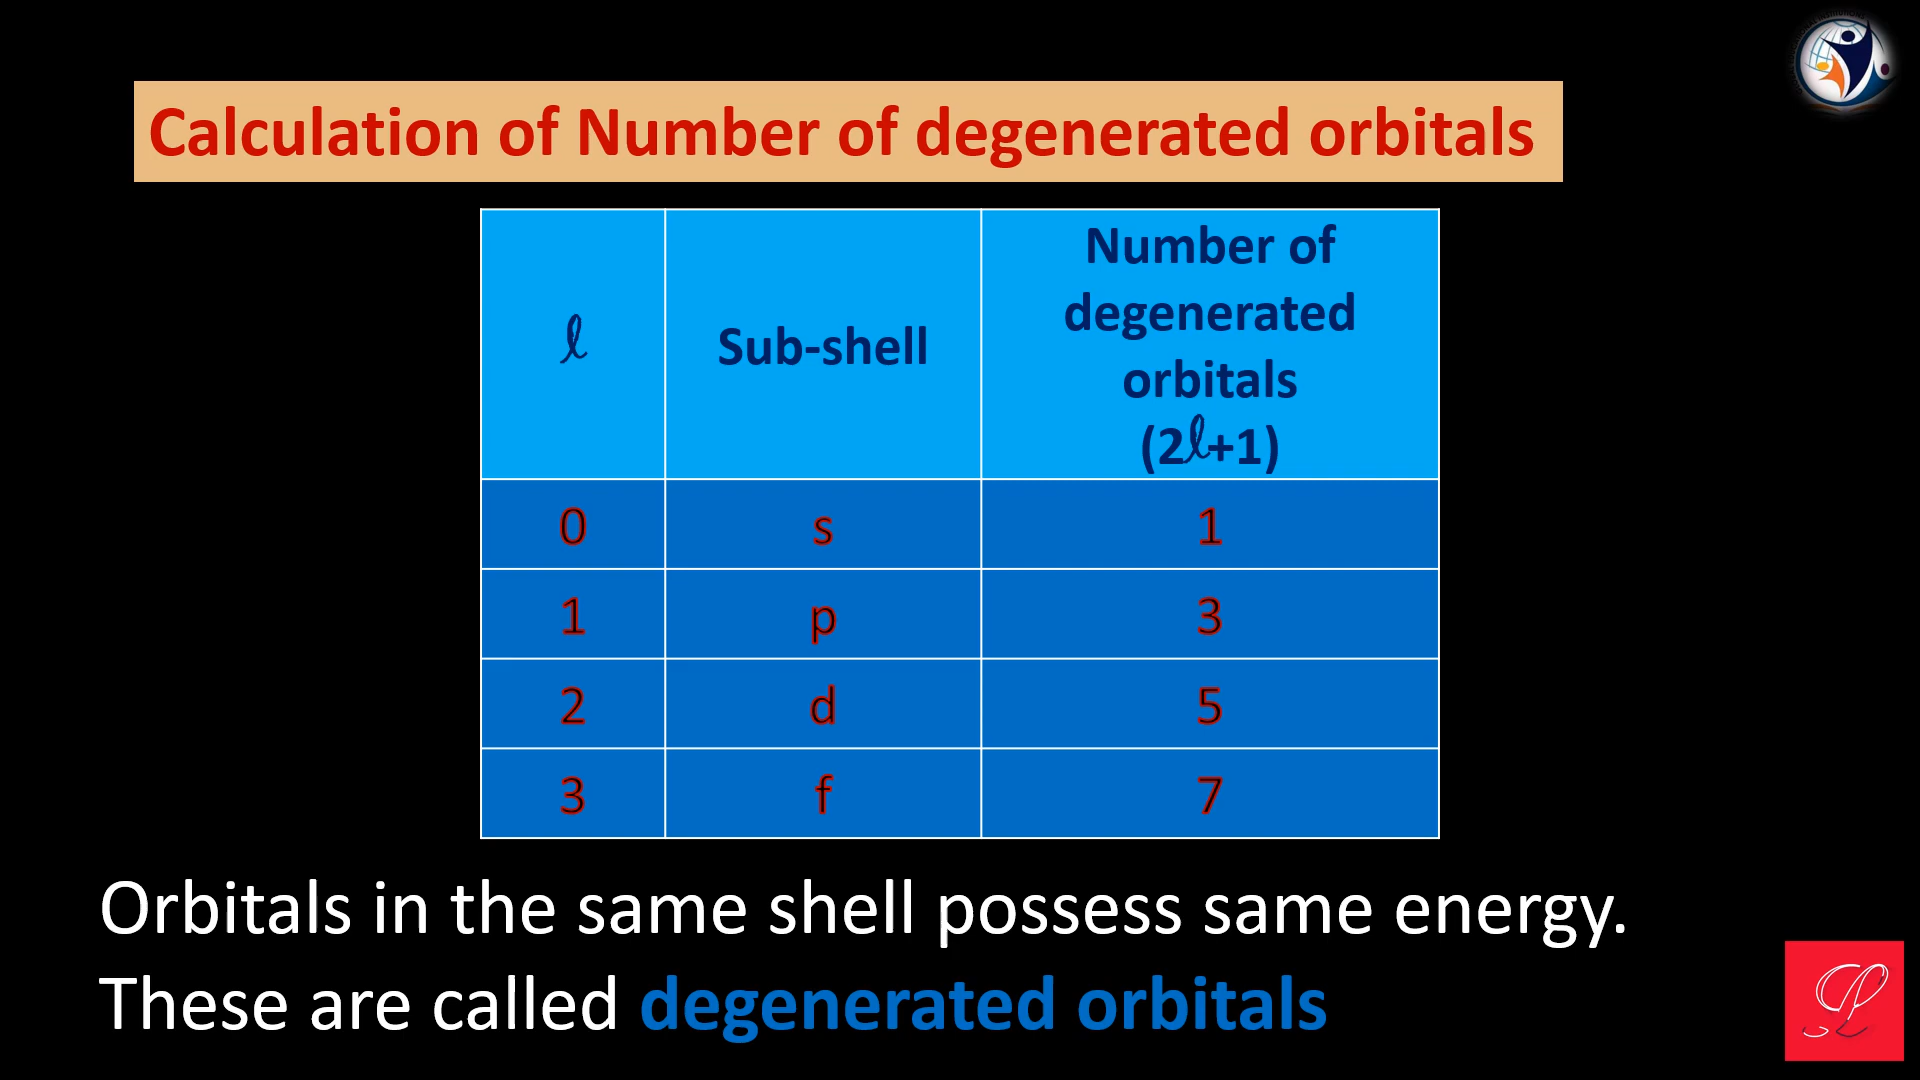 Calculation of Number of degenerated orbitals
ℓ
Sub-shell
Number of
degenerated
orbitals
(2ℓ+1)
0 s 1
1 p 3
2 d 5
3 f 7
Orbitals in the same shell possess same energy.
These are called degenerated orbitals